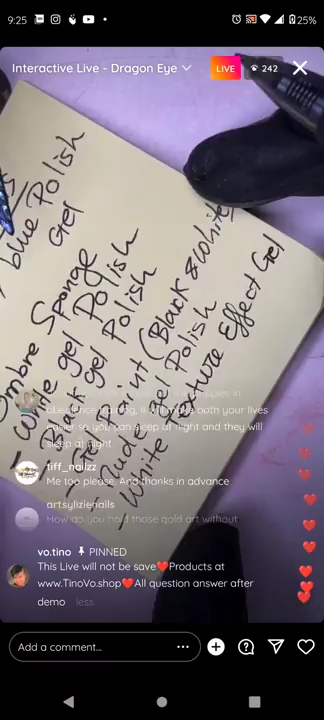 9:25
25%
Interactive Live - Dragon Eye
LIVE
242
blue Polish
Gel
Ombre Sponge
White gel Polish
gel Polish
(Black & White
Nude gel Polish
White Effect Gel
obedience
it will make both your lives
easier so you can sleep at night and they will
sleep at night
tiff_nailzz
Me too please. And thanks in advance
artsylizienails
How do you hold those gold art without
vo.tino PINNED
This Live will not be save❤️Products at
www.TinoVo.shop❤️All question answer after
demo less
Add a comment...